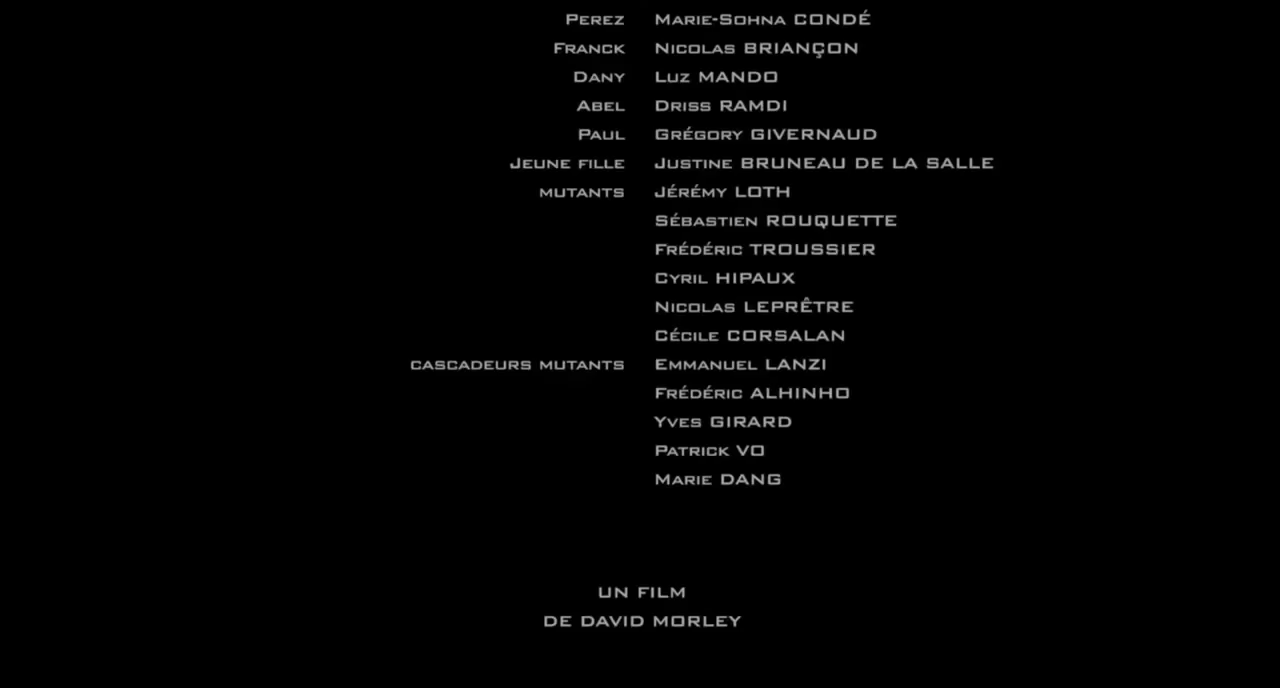 Perez Marie-Sohna CONDÉ
Franck Nicolas BRIANÇON
Dany Luz MANDO
Abel Driss RAMDI
Paul Grégory GIVERNAUD
Jeune fille Justine BRUNEAU DE LA SALLE
mutants Jérémy LOTH
Sébastien ROUQUETTE
Frédéric TROUSSIER
Cyril HIPAUX
Nicolas LEPRÊTRE
Cécile CORSALAN
cascadeurs mutants Emmanuel LANZI
Frédéric ALHINHO
Yves GIRARD
Patrick VO
Marie DANG
UN FILM
DE DAVID MORLEY